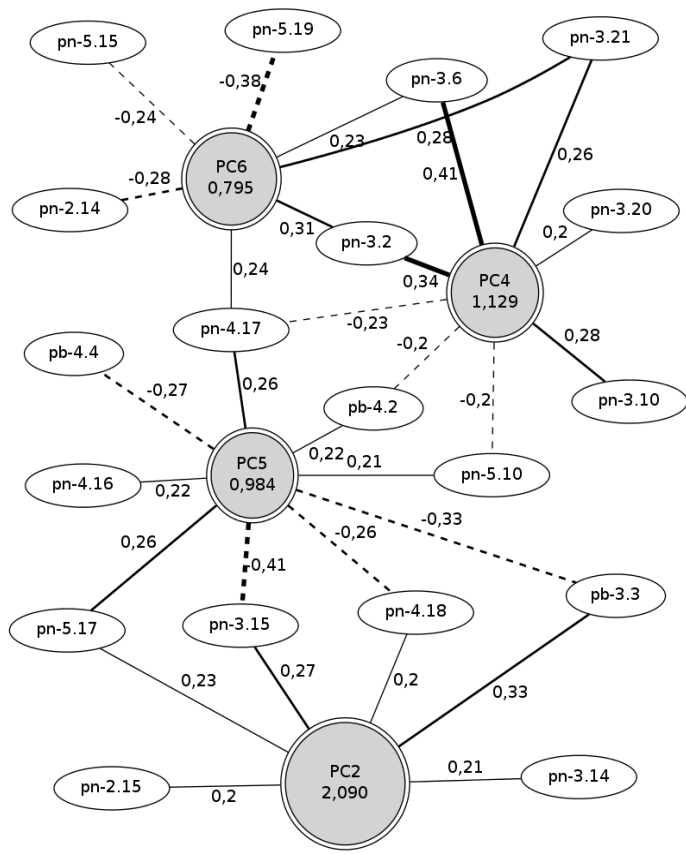 pn-5.19
pn-5.15
pn-3.21
pn-3.6
-0,38
-0,24
0,23
0,28
PC6
0,795
0,41
0,26
-0,28
pn-2.14
pn-3.20
0,31
pn-3.2
0,2
0,24
0,34
PC4
1,129
pn-4.17
-0,23
0,28
pb-4.4
-0,2
-0,27
0,26
-0,2
pn-3.10
pb-4.2
0,22
0,21
PC5
0,984
pn-5.10
pn-4.16
0,22
-0,33
0,26
-0,26
-0,41
pb-3.3
pn-4.18
pn-3.15
pn-5.17
0,27
0,23
0,2
0,33
PC2
2,090
0,21
pn-3.14
pn-2.15
0,2